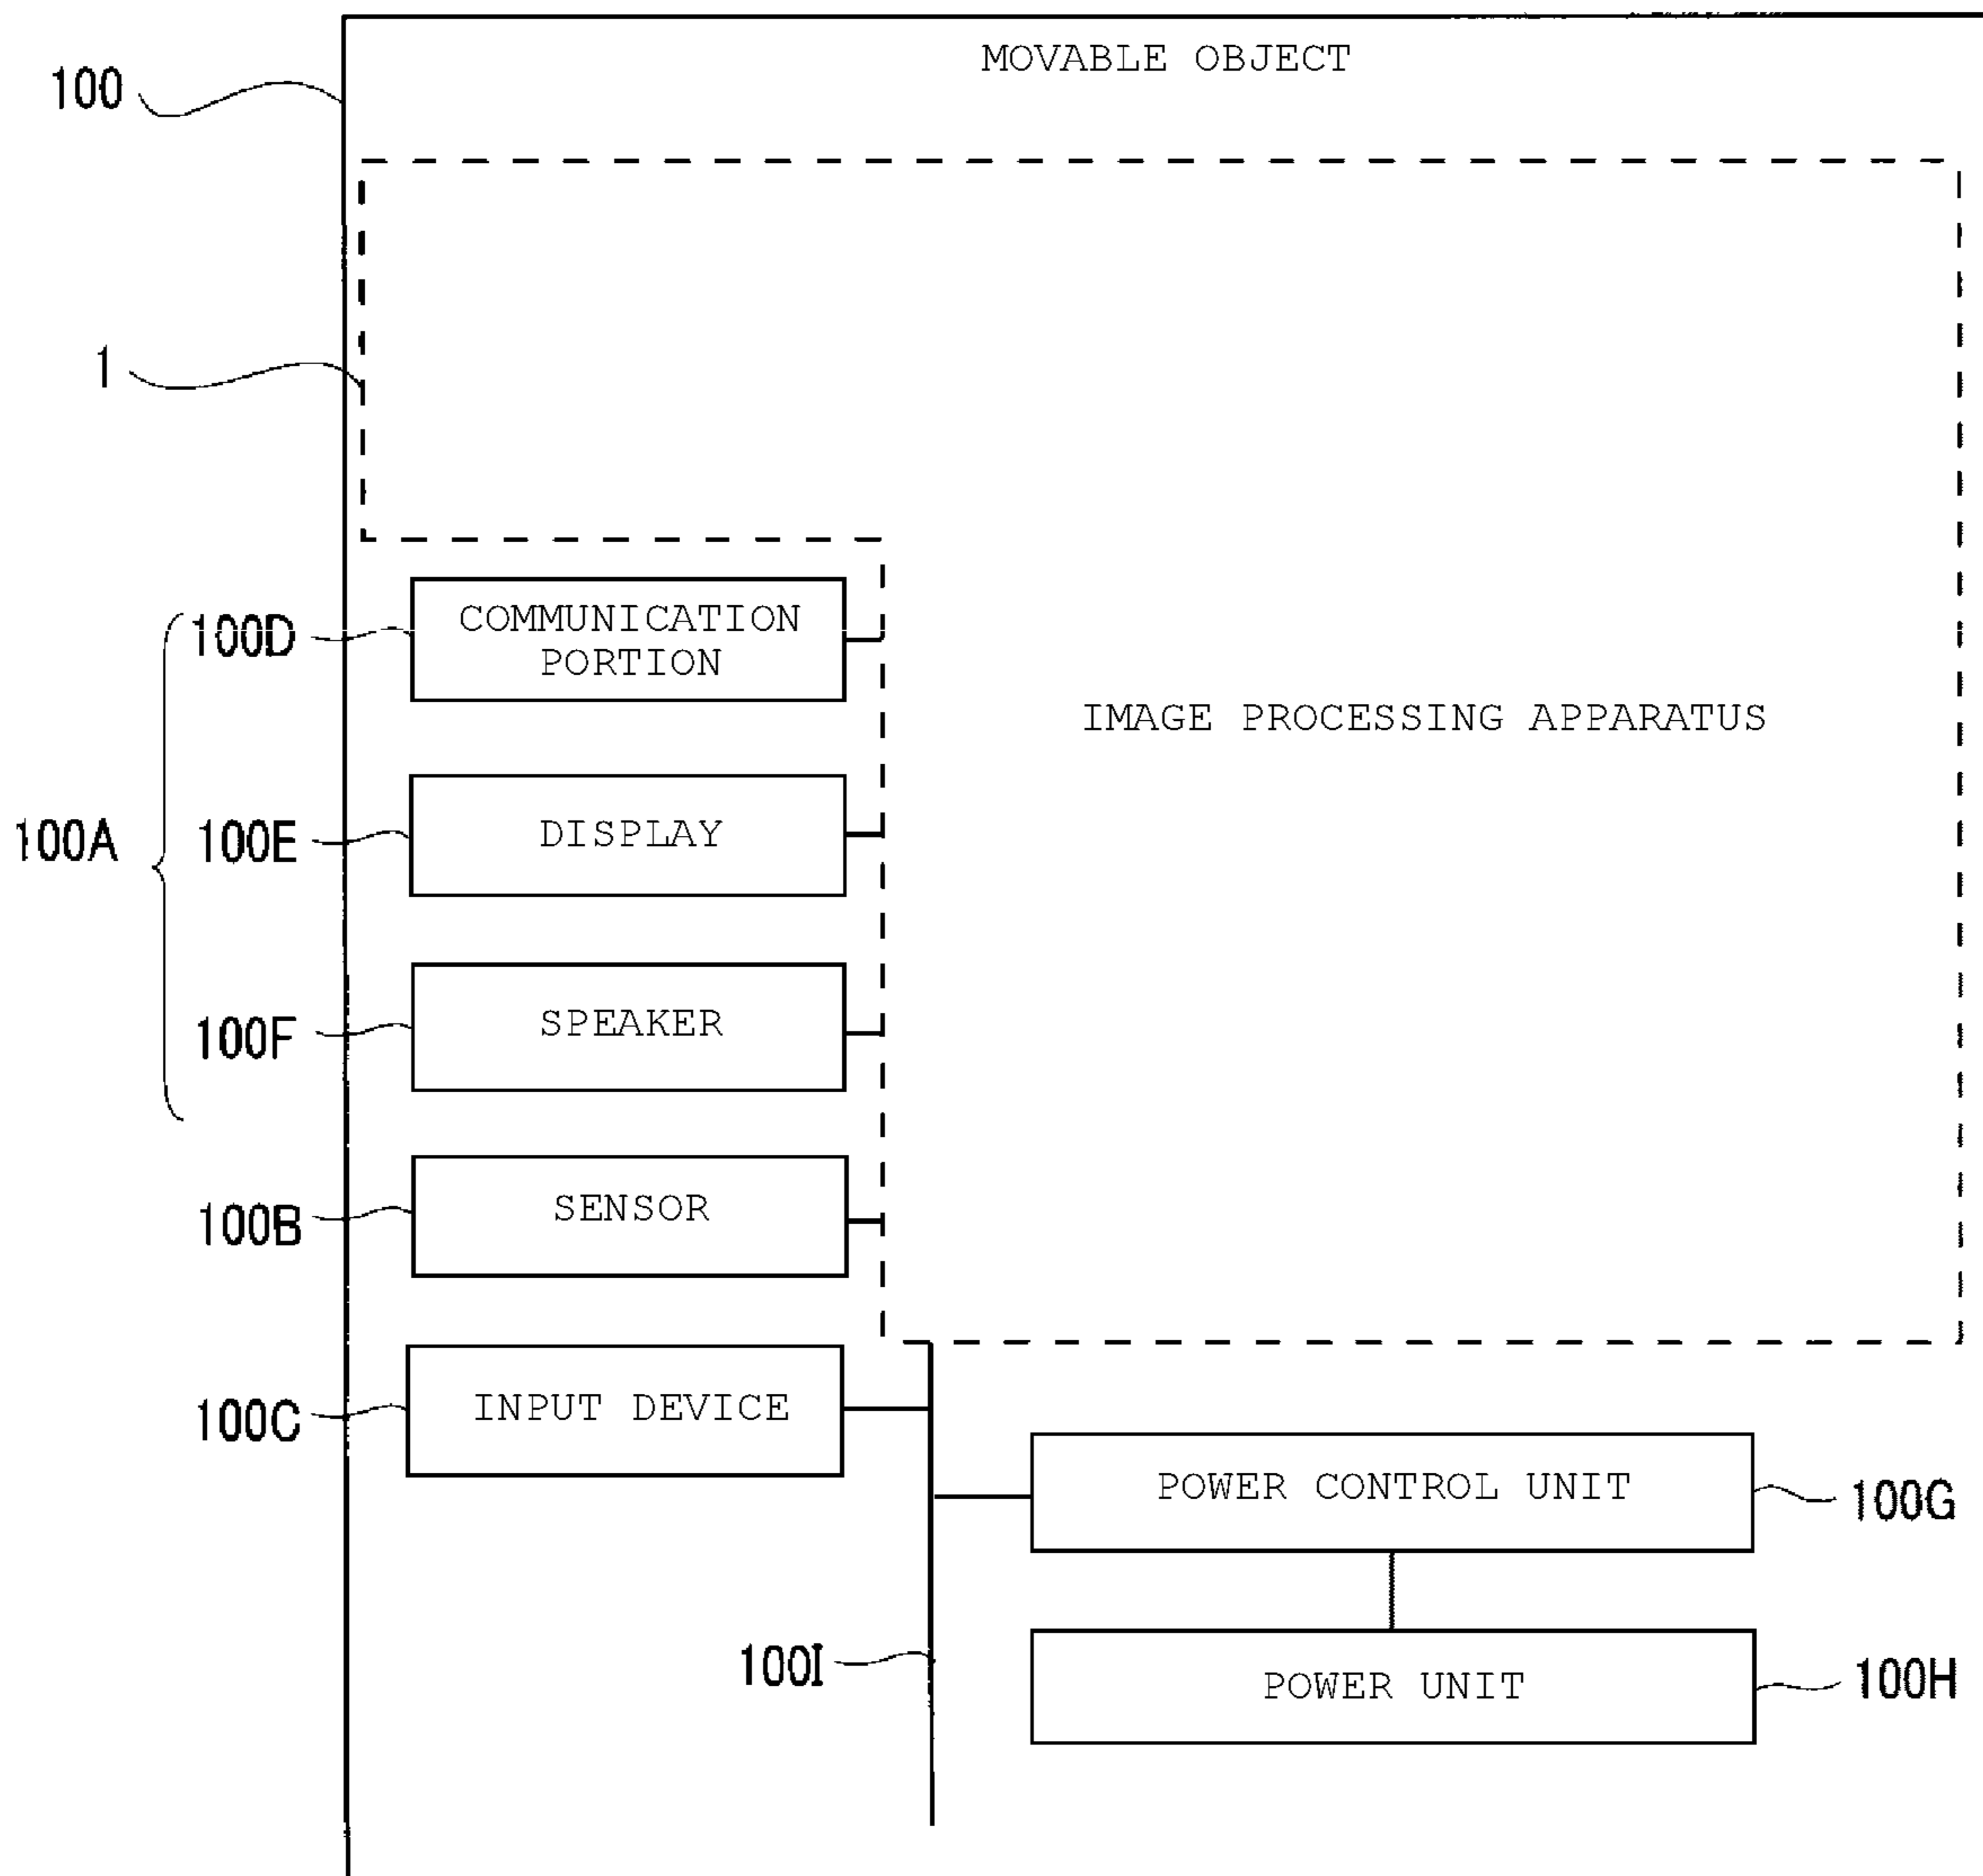 MOVABLE OBJECT
100
1
100D
COMMUNICATION
PORTION
IMAGE PROCESSING APPARATUS
100A
100E
DISPLAY
100F
SPEAKER
100B
SENSOR
100C
INPUT DEVICE
POWER CONTROL UNIT
100G
100I
POWER UNIT
100H